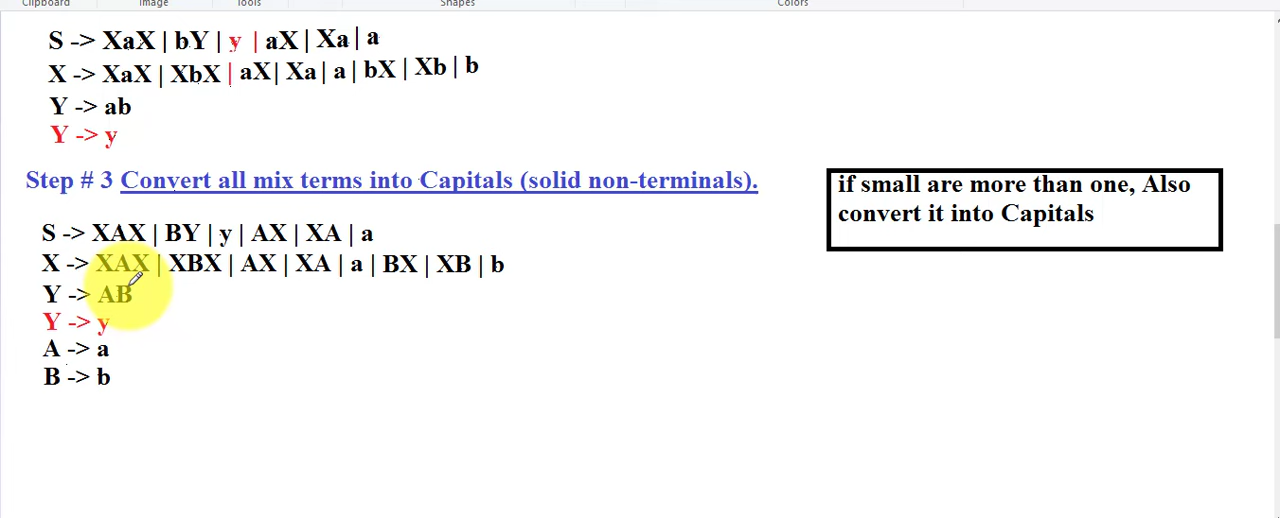 Clipboard Image Tools Shapes Colors
S -> XaX | bY | y | aX | Xa | a
X -> XaX | XbX | aX | Xa | a | bX | Xb | b
Y -> ab
Y -> y
Step # 3 Convert all mix terms into Capitals (solid non-terminals).
if small are more than one, Also
convert it into Capitals
S -> XAX | BY | y | AX | XA | a
X -> XAX | XBX | AX | XA | a | BX | XB | b
Y -> AB
Y -> y
A -> a
B -> b